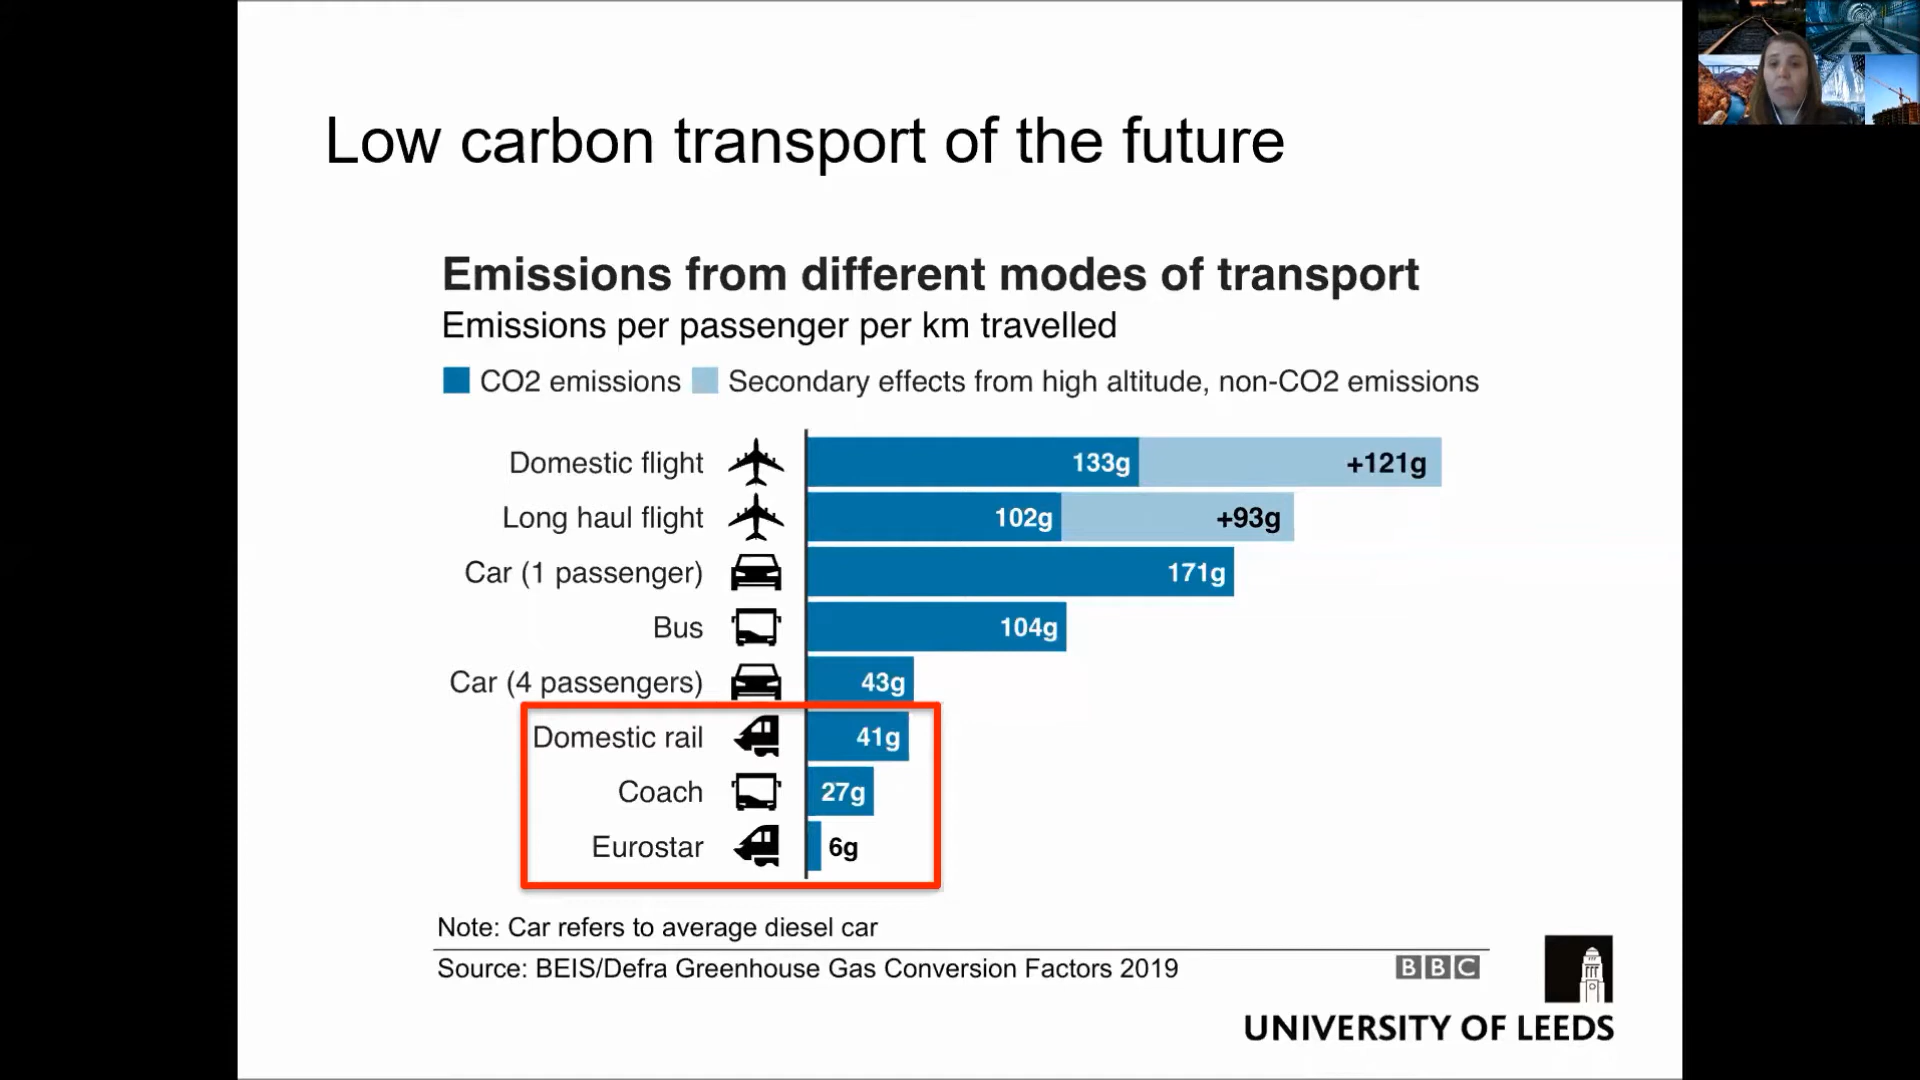 Low carbon transport of the future
Emissions from different modes of transport
Emissions per passenger per km travelled
CO2 emissions Secondary effects from high altitude, non-CO2 emissions
Domestic flight 133g +121g
Long haul flight 102g +93g
Car (1 passenger) 171g
Bus 104g
Car (4 passengers) 43g
Domestic rail 41g
Coach 27g
Eurostar 6g
Note: Car refers to average diesel car
Source: BEIS/Defra Greenhouse Gas Conversion Factors 2019 BBC
UNIVERSITY OF LEEDS